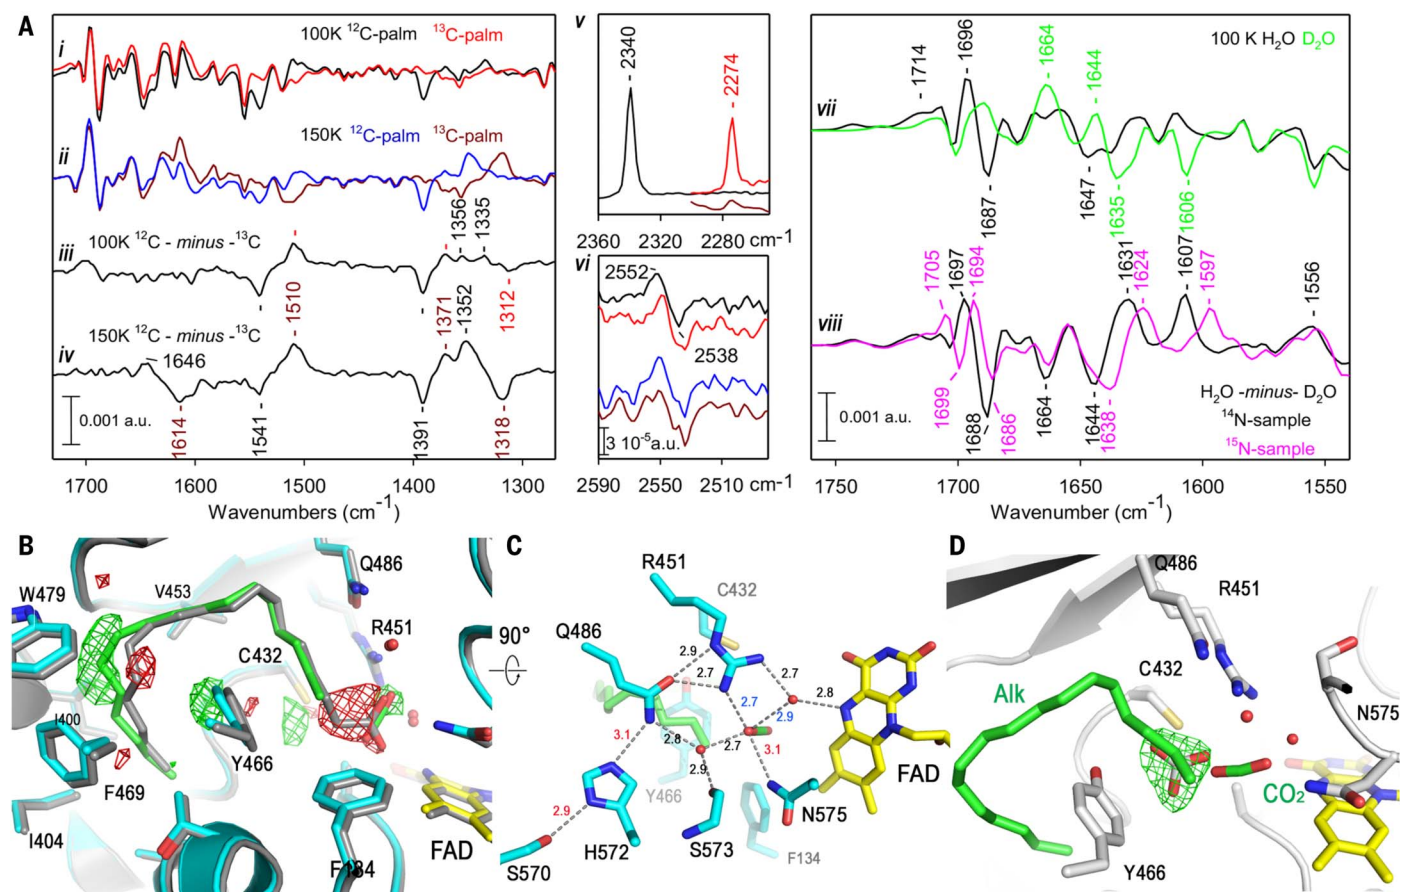 A
i
100K ¹²C-palm ¹³C-palm
ii
150K ¹²C-palm ¹³C-palm
1356
1335
iii
100K ¹²C - minus -¹³C
1510
1371
1352
1312
iv
150K ¹²C -minus -¹³C
1646
0.001 a.u.
1614
1541
1391
1318
1700 1600 1500 1400 1300
Wavenumbers (cm⁻¹)
v
2340
2274
2360 2320 2280 cm⁻¹
vi
2552
2538
3 10⁻⁵a.u.
2590 2550 2510 cm⁻¹
100 K H₂O D₂O
1714
1696
1664
1644
vii
1687
1647
1635
1606
1705
1697
1694
1631
1624
1607
1597
1556
viii
H₂O -minus- D₂O
¹⁴N-sample
¹⁵N-sample
0.001 a.u.
1699
1688
1686
1664
1644
1638
1750 1700 1650 1600 1550
Wavenumber (cm⁻¹)
B
Q486
W479
V453
R451
C432
I400
Y466
F469
I404
F134
FAD
90°
C
R451
C432
Q486
2.9
2.7
2.7
2.7
2.8
2.9
3.1
2.8
2.7
3.1
2.9
2.9
Y466
FAD
N575
S570
H572
S573
F134
D
Q486
R451
C432
Alk
N575
CO₂
Y466